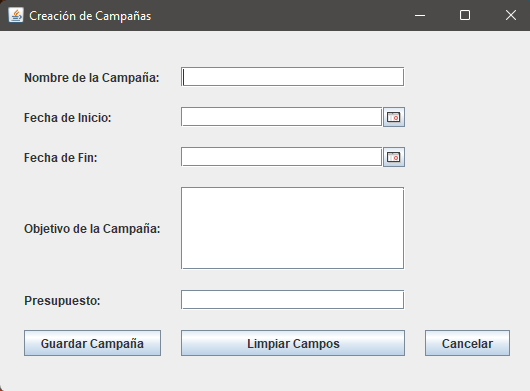 Creación de Campañas
Nombre de la Campaña:
Fecha de Inicio:
Fecha de Fin:
Objetivo de la Campaña:
Presupuesto:
Guardar Campaña Limpiar Campos Cancelar